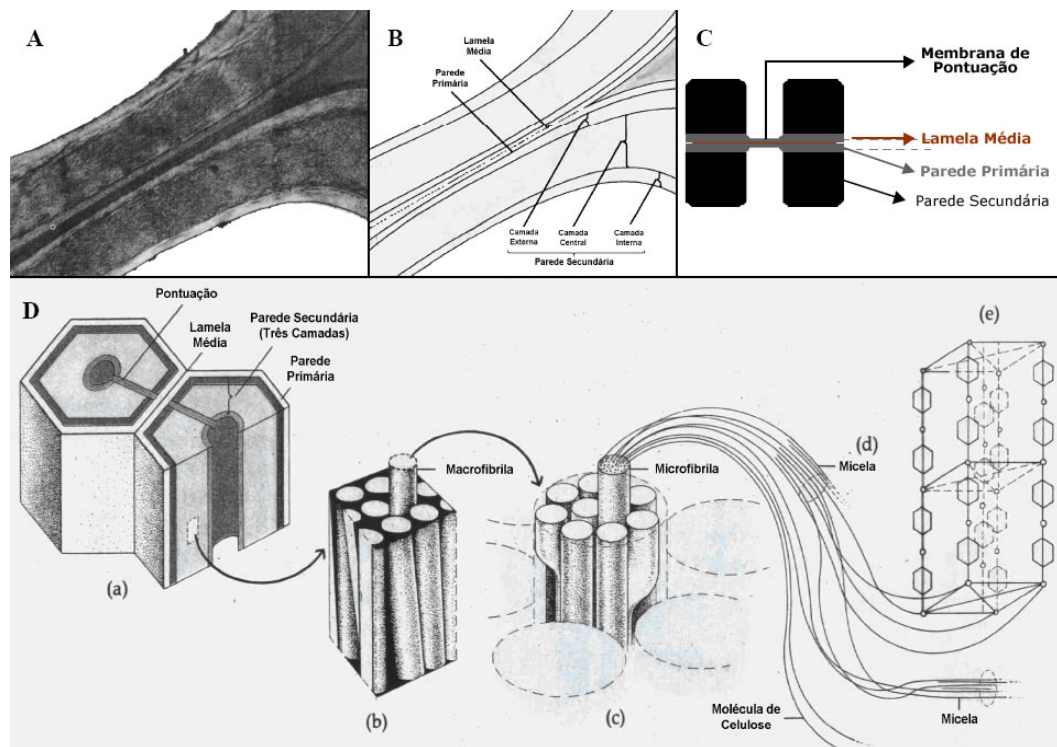 A
B
Lamela
Média
Parede
Primária
Camada
Externa
Camada
Central
Camada
Interna
Parede Secundária
C
Membrana de
Pontuação
Lamela Média
Parede Primária
Parede Secundária
D
Pontuação
Lamela
Média
Parede Secundária
(Três Camadas)
Parede
Primária
(a)
Macrofibrila
(b)
Microfibrila
(c)
(d)
Micela
(e)
Molécula de
Celulose
Micela